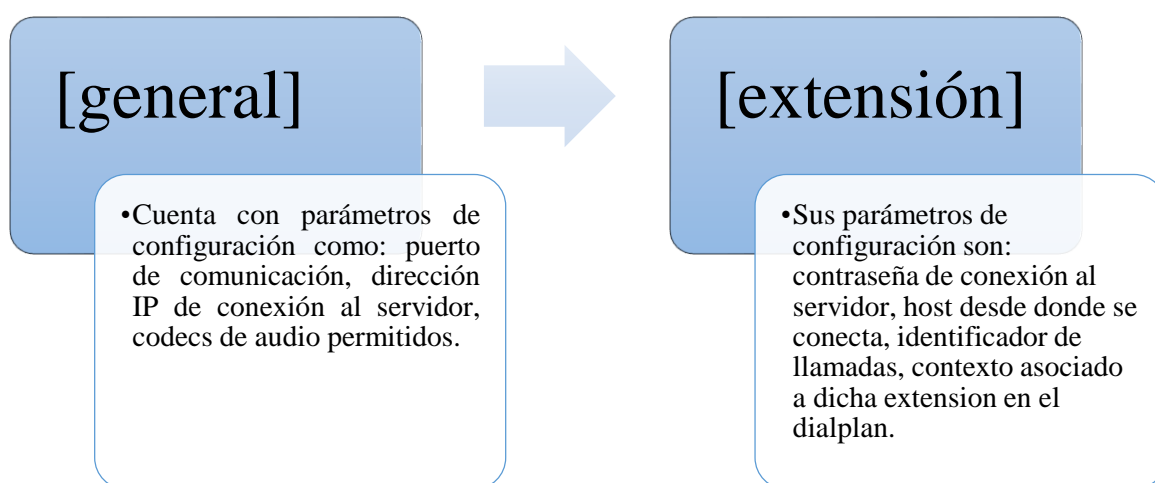 [general]
•Cuenta con parámetros de
configuración como: puerto
de comunicación, dirección
IP de conexión al servidor,
codecs de audio permitidos.
[extensión]
•Sus parámetros de
configuración son:
contraseña de conexión al
servidor, host desde donde se
conecta, identificador de
llamadas, contexto asociado
a dicha extension en el
dialplan.